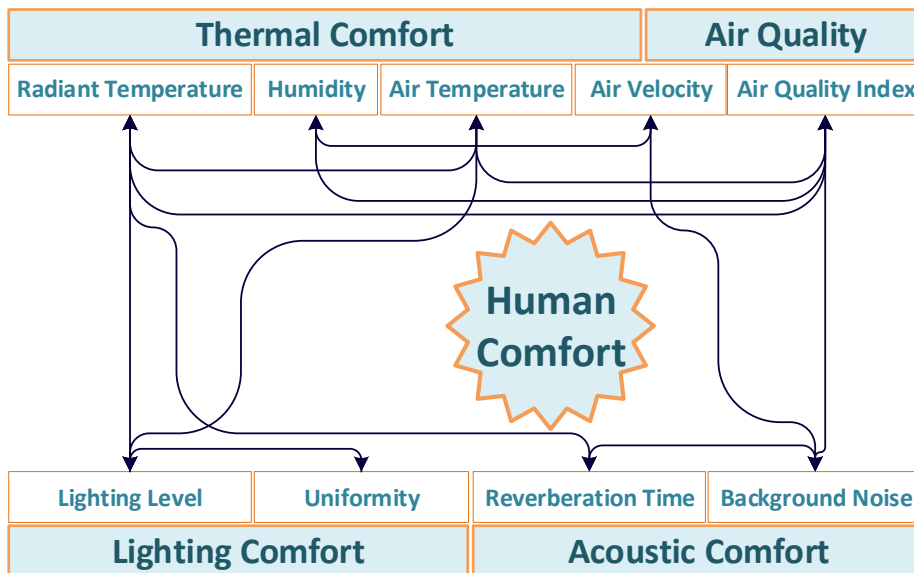 Thermal Comfort
Air Quality
Radiant Temperature
Humidity
Air Temperature
Air Velocity
Air Quality Index
Human
Comfort
Lighting Level
Uniformity
Reverberation Time
Background Noise
Lighting Comfort
Acoustic Comfort